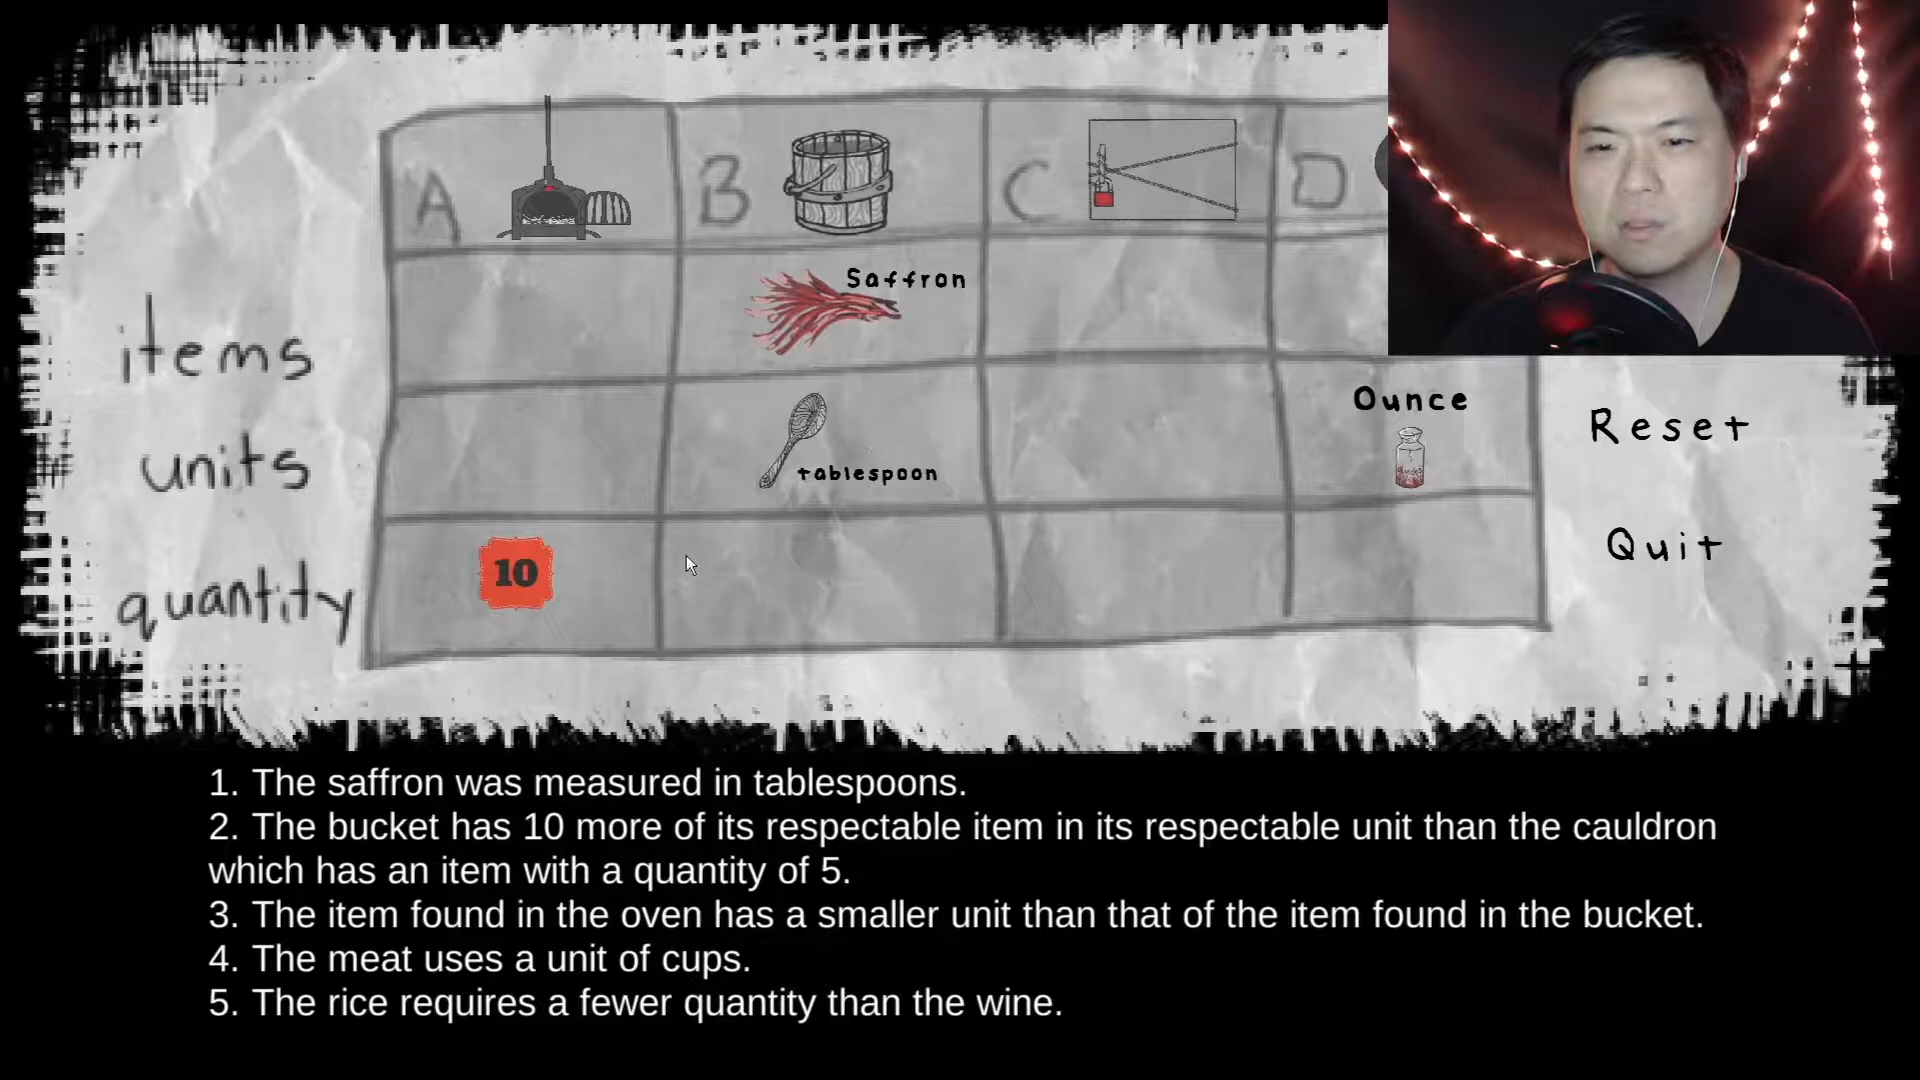 A B C D
Saffron
items
Ounce
Reset
units
tablespoon
Quit
10
quantity
1. The saffron was measured in tablespoons.
2. The bucket has 10 more of its respectable item in its respectable unit than the cauldron
which has an item with a quantity of 5.
3. The item found in the oven has a smaller unit than that of the item found in the bucket.
4. The meat uses a unit of cups.
5. The rice requires a fewer quantity than the wine.